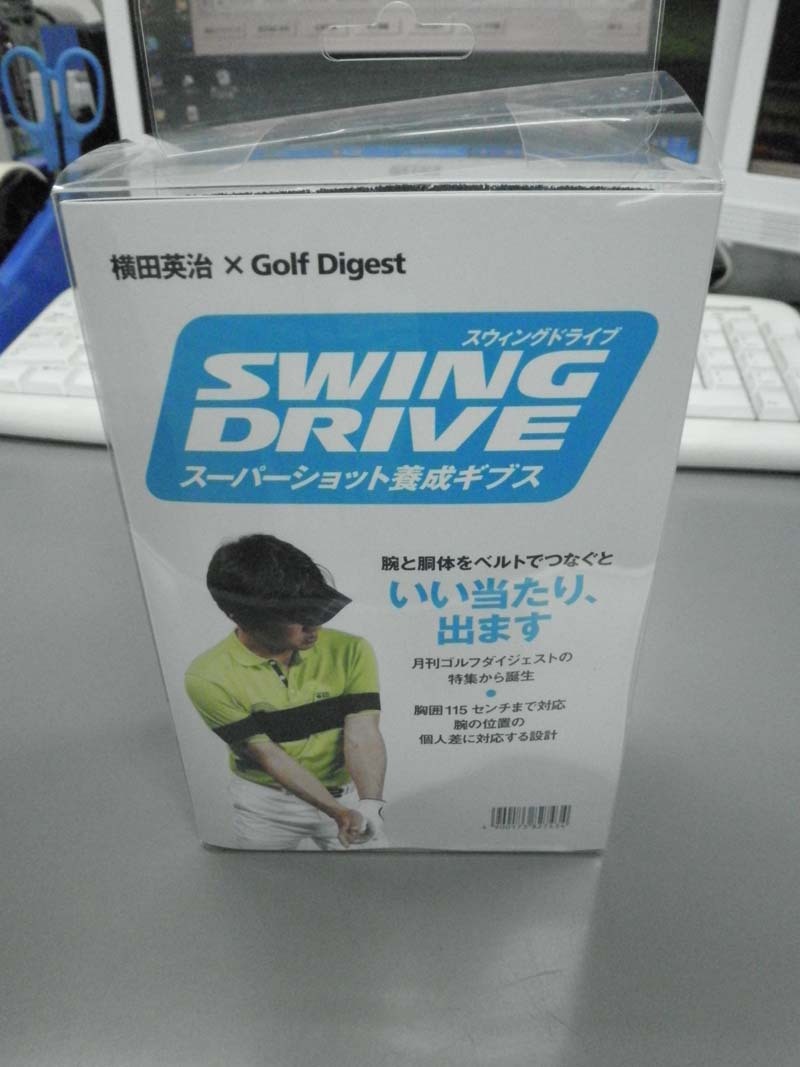 横田英治 × Golf Digest
スウィングドライブ
SWING
DRIVE
スーパーショット養成ギブス
腕と胴体をベルトでつなぐと
いい当たり、
出ます
月刊ゴルフダイジェストの
特集から誕生
胸囲115センチまで対応
腕の位置の
個人差に対応する設計